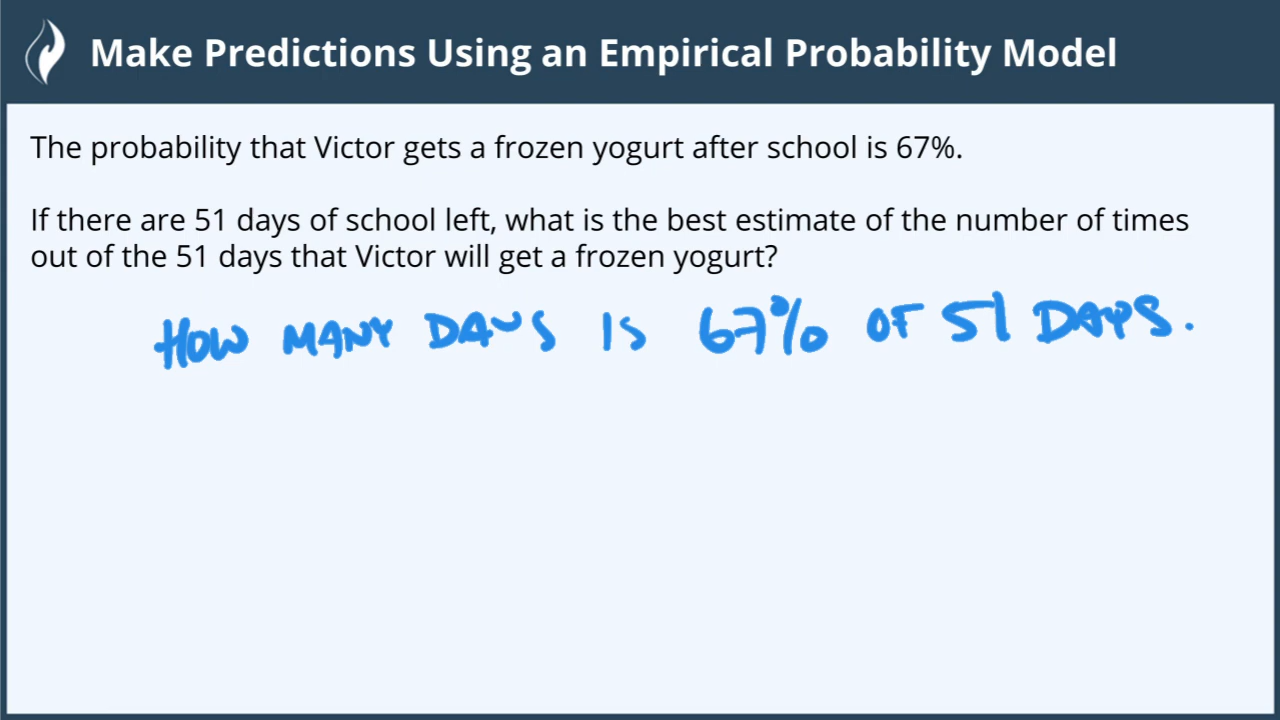 Make Predictions Using an Empirical Probability Model
The probability that Victor gets a frozen yogurt after school is 67%.
If there are 51 days of school left, what is the best estimate of the number of times
out of the 51 days that Victor will get a frozen yogurt?
HOW MANY DAYS IS 67% OF 51 DAYS.